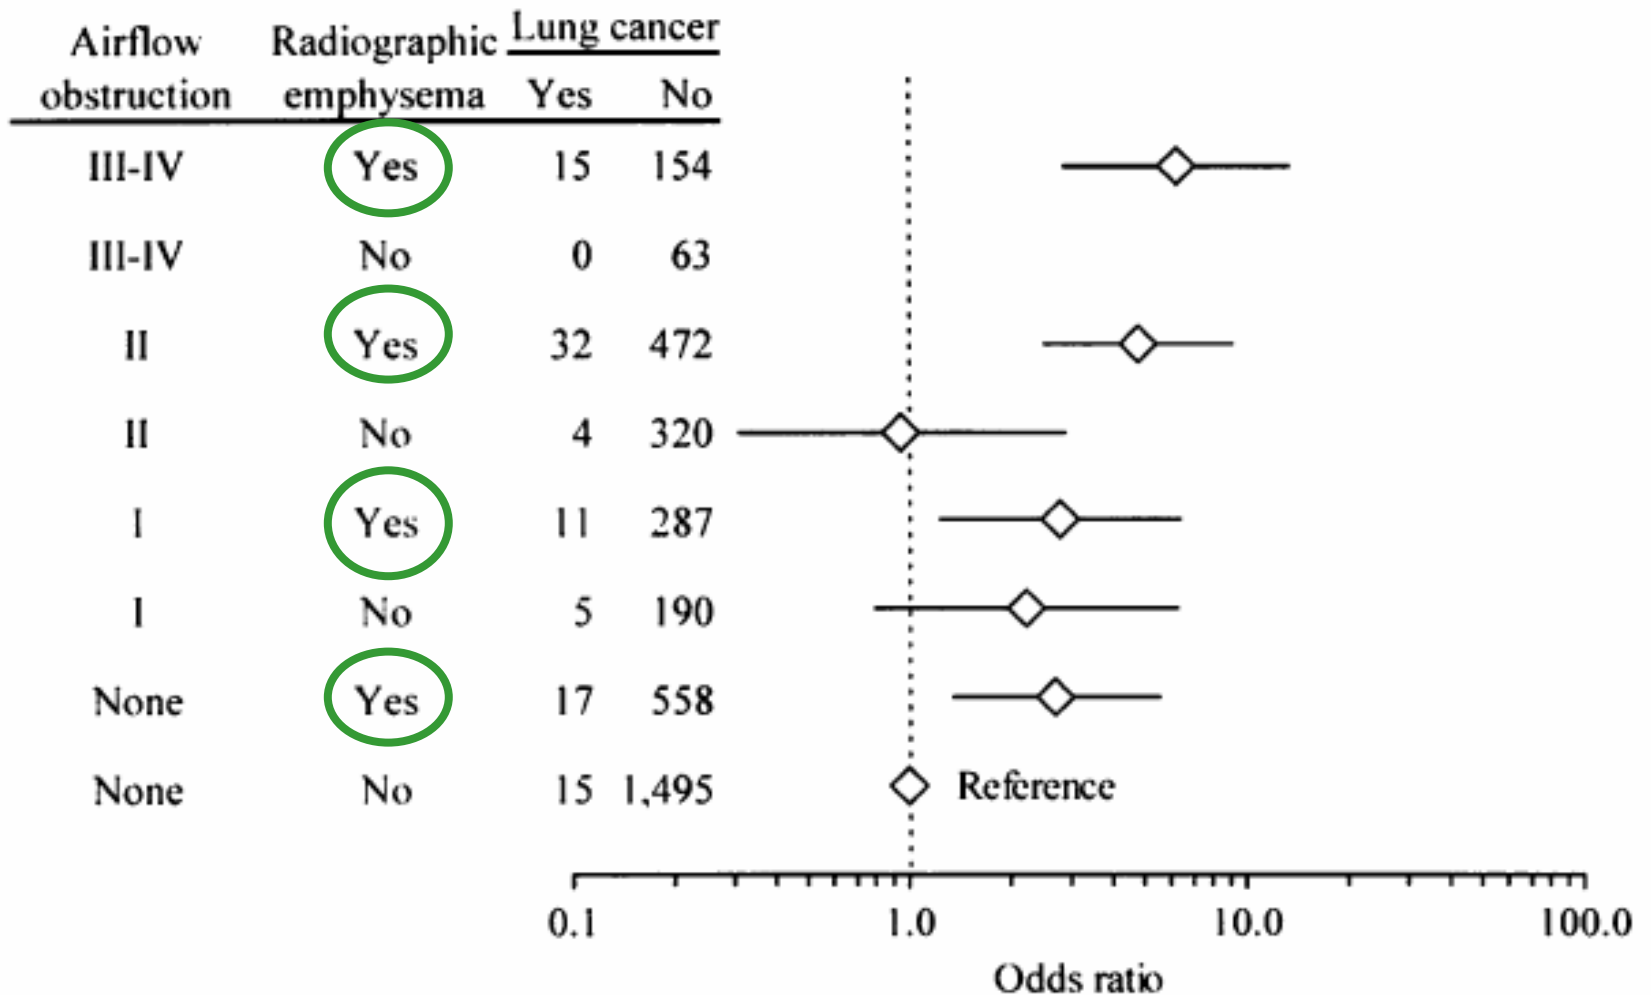 Airflow obstruction Radiographic emphysema Lung cancer
Yes No
III-IV Yes 15 154
III-IV No 0 63
II Yes 32 472
II No 4 320
I Yes 11 287
I No 5 190
None Yes 17 558
None No 15 1,495 Reference
0.1 1.0 10.0 100.0
Odds ratio